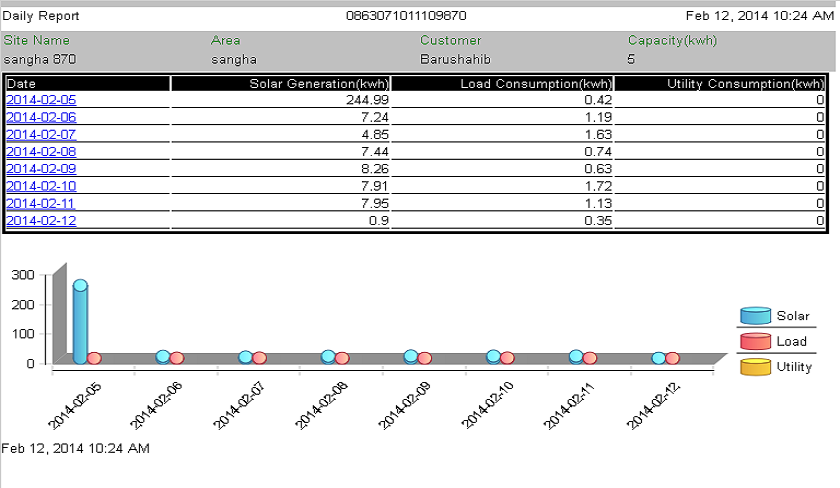 Daily Report 0863071011109870 Feb 12, 2014 10:24 AM
Site Name Area Customer Capacity(kwh)
sangha 870 sangha Barushahib 5
Date Solar Generation(kwh) Load Consumption(kwh) Utility Consumption(kwh)
2014-02-05 244.99 0.42 0
2014-02-06 7.24 1.19 0
2014-02-07 4.85 1.63 0
2014-02-08 7.44 0.74 0
2014-02-09 8.26 0.63 0
2014-02-10 7.91 1.72 0
2014-02-11 7.95 1.13 0
2014-02-12 0.9 0.35 0
300
200
100
0
Solar
Load
Utility
2014-02-05 2014-02-06 2014-02-07 2014-02-08 2014-02-09 2014-02-10 2014-02-11 2014-02-12
Feb 12, 2014 10:24 AM